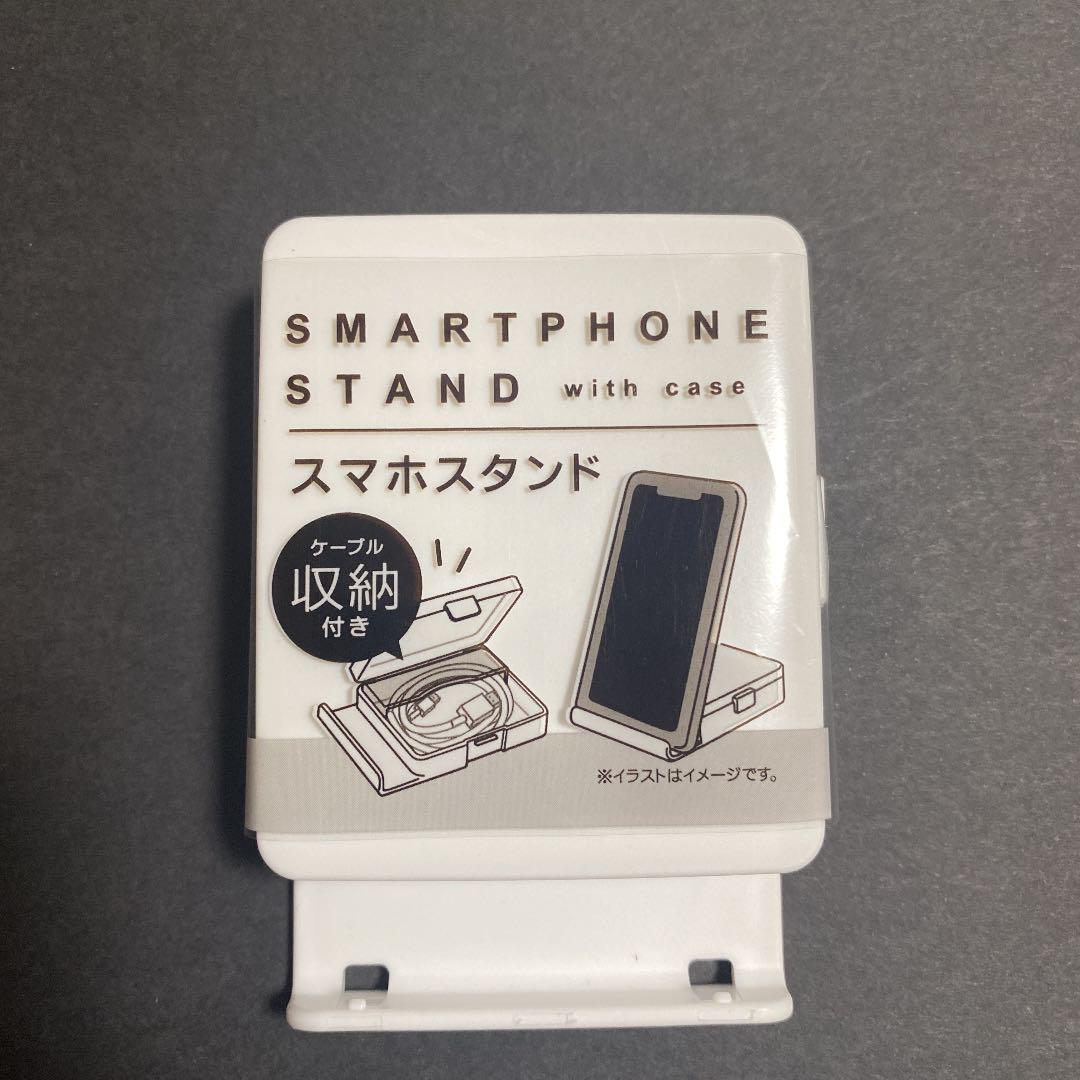 SMARTPHONE
STAND with case
スマホスタンド
ケーブル
収納
付き
※イラストはイメージです。